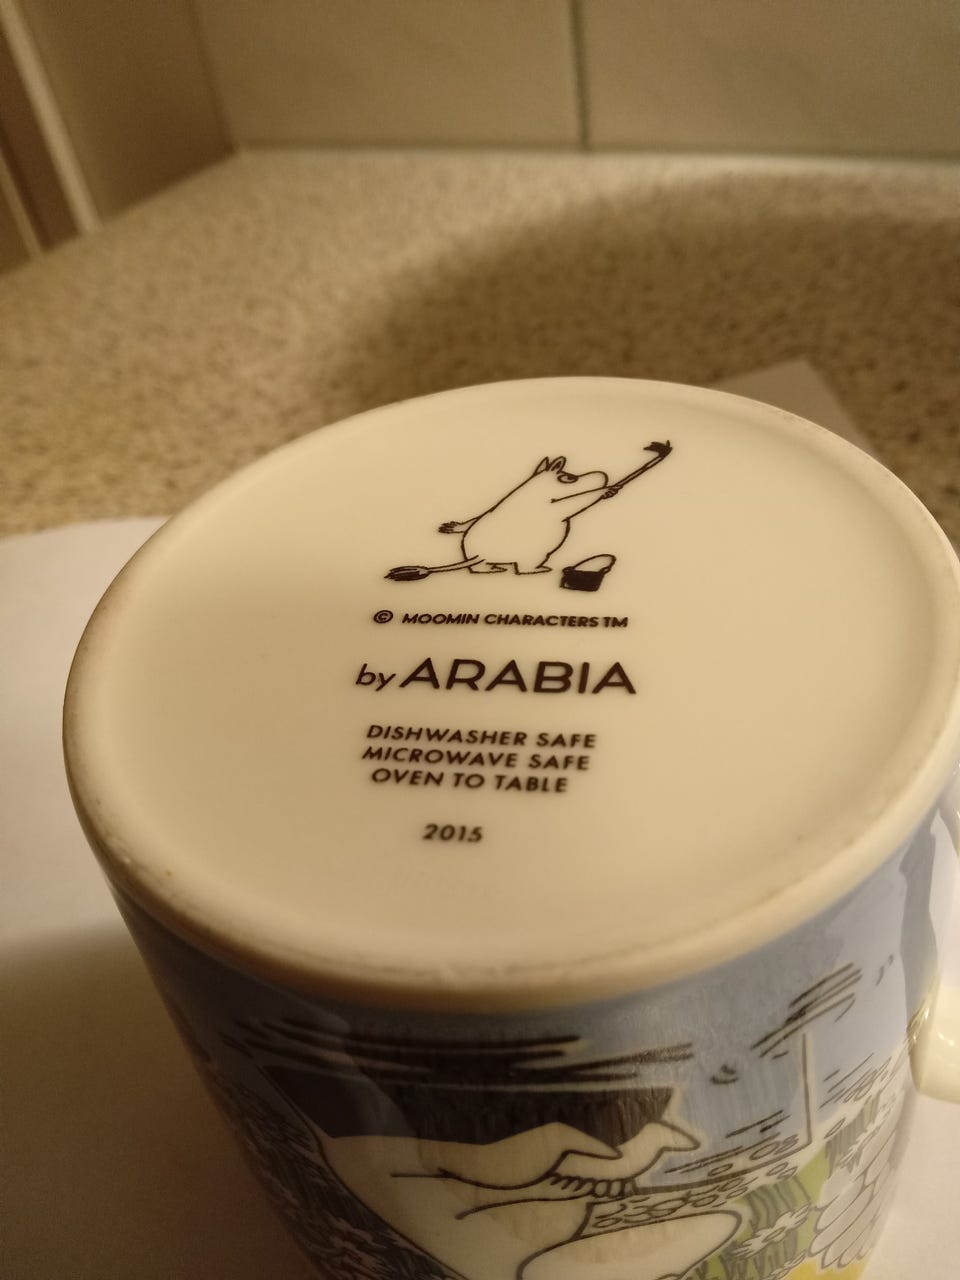 © MOOMIN CHARACTERS TM
by ARABIA
DISHWASHER SAFE
MICROWAVE SAFE
OVEN TO TABLE
2015